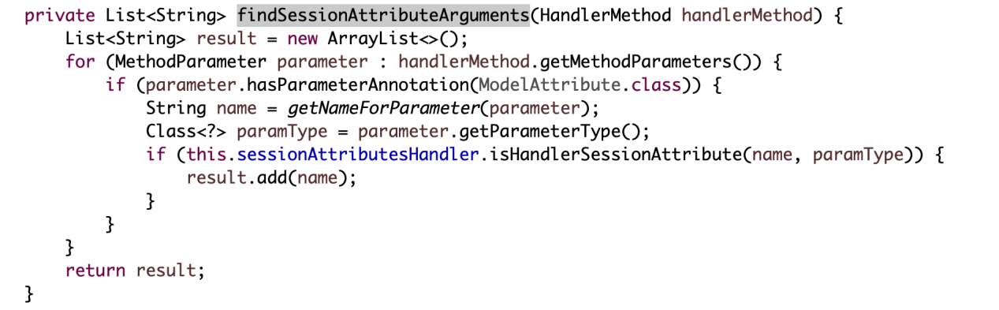 private List<String> findSessionAttributeArguments(HandlerMethod handlerMethod) {
    List<String> result = new ArrayList<>();
    for (MethodParameter parameter : handlerMethod.getMethodParameters()) {
        if (parameter.hasParameterAnnotation(ModelAttribute.class)) {
            String name = getNameForParameter(parameter);
            Class<?> paramType = parameter.getParameterType();
            if (this.sessionAttributesHandler.isHandlerSessionAttribute(name, paramType)) {
                result.add(name);
            }
        }
    }
    return result;
}